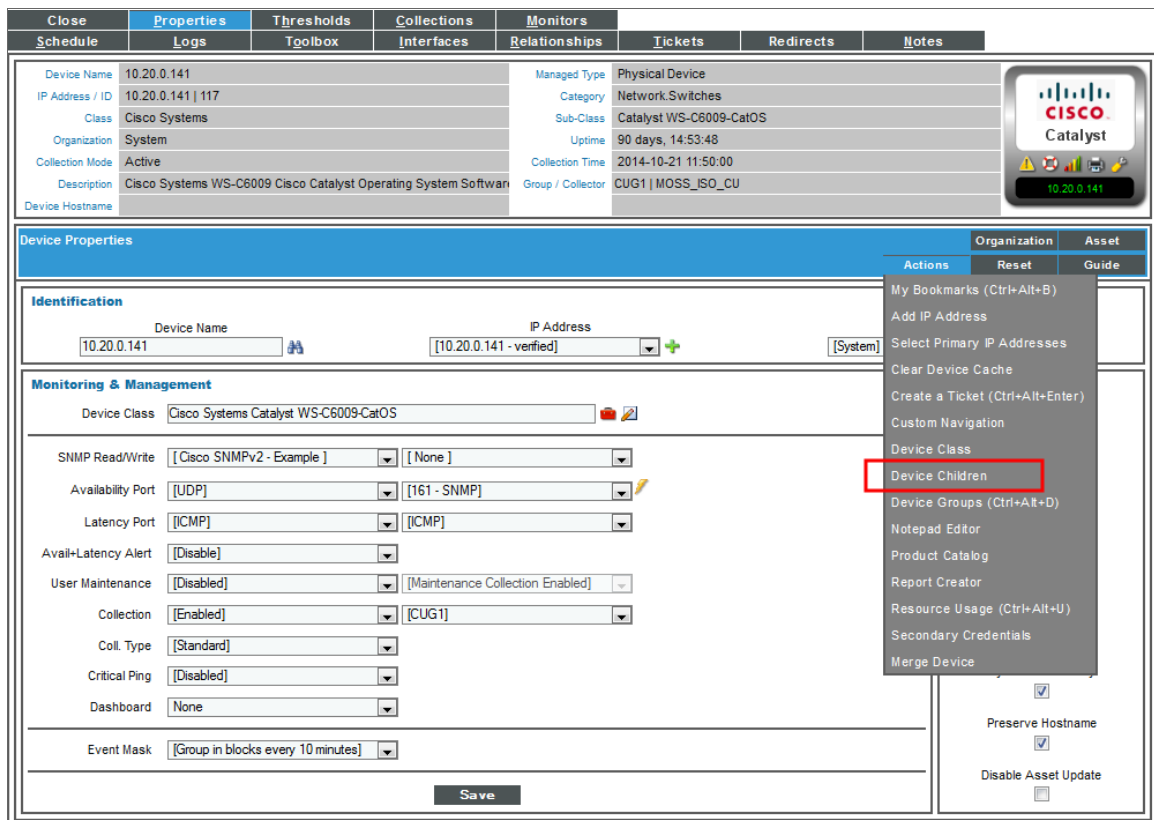 Close Properties Thresholds Collections Monitors
Schedule Logs Toolbox Interfaces Relationships Tickets Redirects Notes
Device Name 10.20.0.141 Managed Type Physical Device
IP Address / ID 10.20.0.141 | 117 Category Network.Switches
Class Cisco Systems Sub-Class Catalyst WS-C6009-CatOS
Organization System Uptime 90 days, 14:53:48
Collection Mode Active Collection Time 2014-10-21 11:50:00
Description Cisco Systems WS-C6009 Cisco Catalyst Operating System Softwar Group / Collector CUG1 | MOSS_ISO_CU
Device Hostname
CISCO
Catalyst
10.20.0.141
Device Properties
Organization Asset
Actions Reset Guide
My Bookmarks (Ctrl+Alt+B)
Add IP Address
Select Primary IP Addresses
Clear Device Cache
Create a Ticket (Ctrl+Alt+Enter)
Custom Navigation
Device Class
Device Children
Device Groups (Ctrl+Alt+D)
Notepad Editor
Product Catalog
Report Creator
Resource Usage (Ctrl+Alt+U)
Secondary Credentials
Merge Device
Identification
Device Name IP Address
10.20.0.141 [10.20.0.141 - verified] [System]
Monitoring & Management
Device Class Cisco Systems Catalyst WS-C6009-CatOS
SNMP Read/Write [ Cisco SNMPv2 - Example ] [ None ]
Availability Port [UDP] [161 - SNMP]
Latency Port [ICMP] [ICMP]
Avail+Latency Alert [Disable]
User Maintenance [Disabled] [Maintenance Collection Enabled]
Collection [Enabled] [CUG1]
Coll. Type [Standard]
Critical Ping [Disabled]
Dashboard None
Event Mask [Group in blocks every 10 minutes]
Save
Preserve Hostname
Disable Asset Update